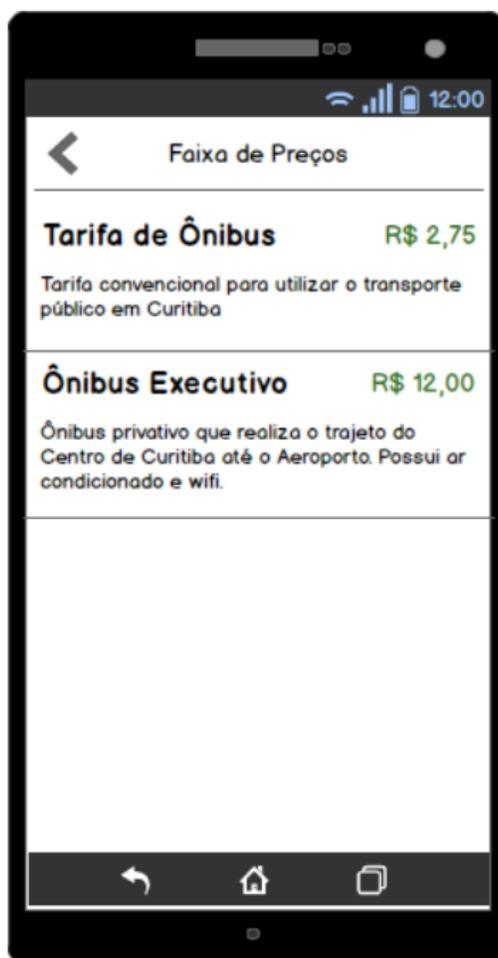 12:00
Faixa de Preços
Tarifa de Ônibus R$ 2,75
Tarifa convencional para utilizar o transporte
público em Curitiba
Ônibus Executivo R$ 12,00
Ônibus privativo que realiza o trajeto do
Centro de Curitiba até o Aeroporto. Possui ar
condicionado e wifi.